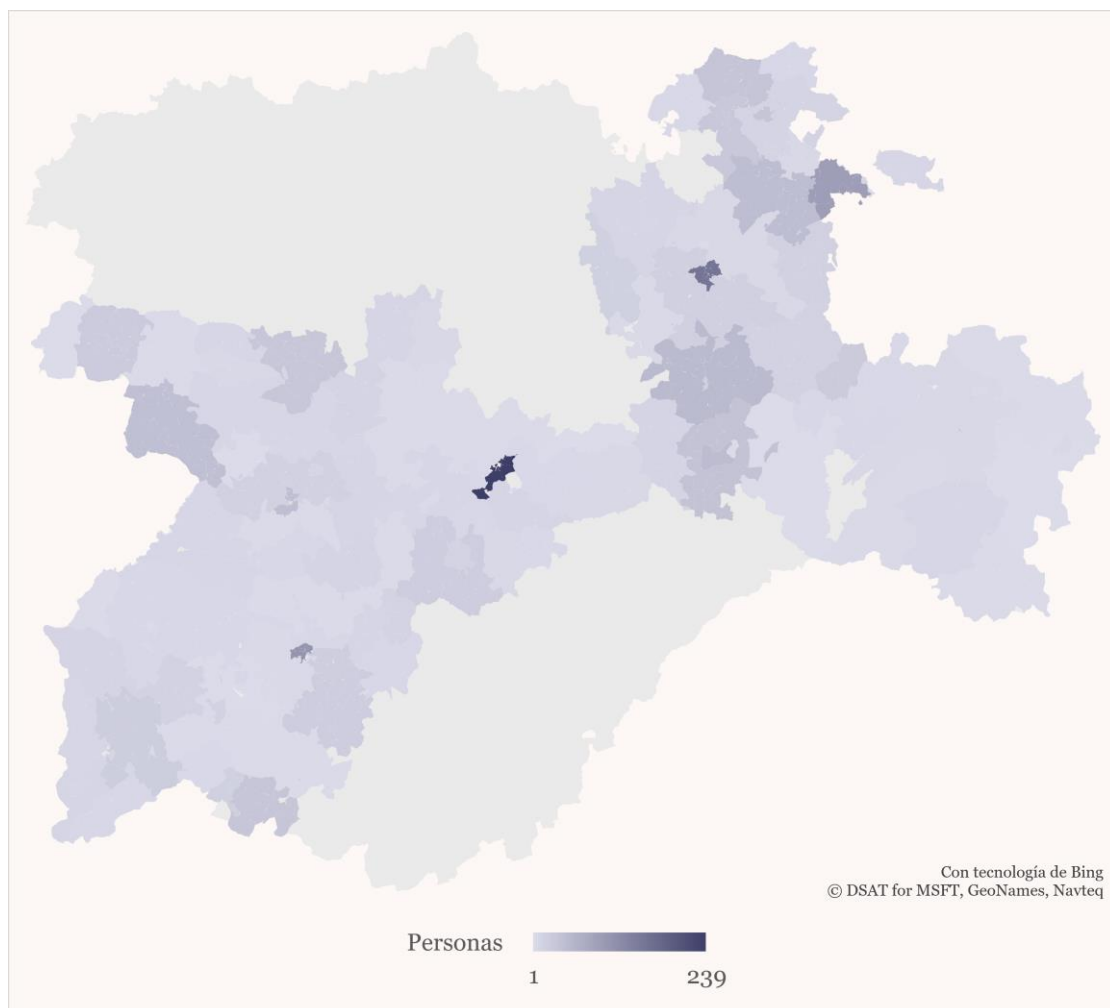 Con tecnología de Bing
© DSAT for MSFT, GeoNames, Navteq
Personas
1
239